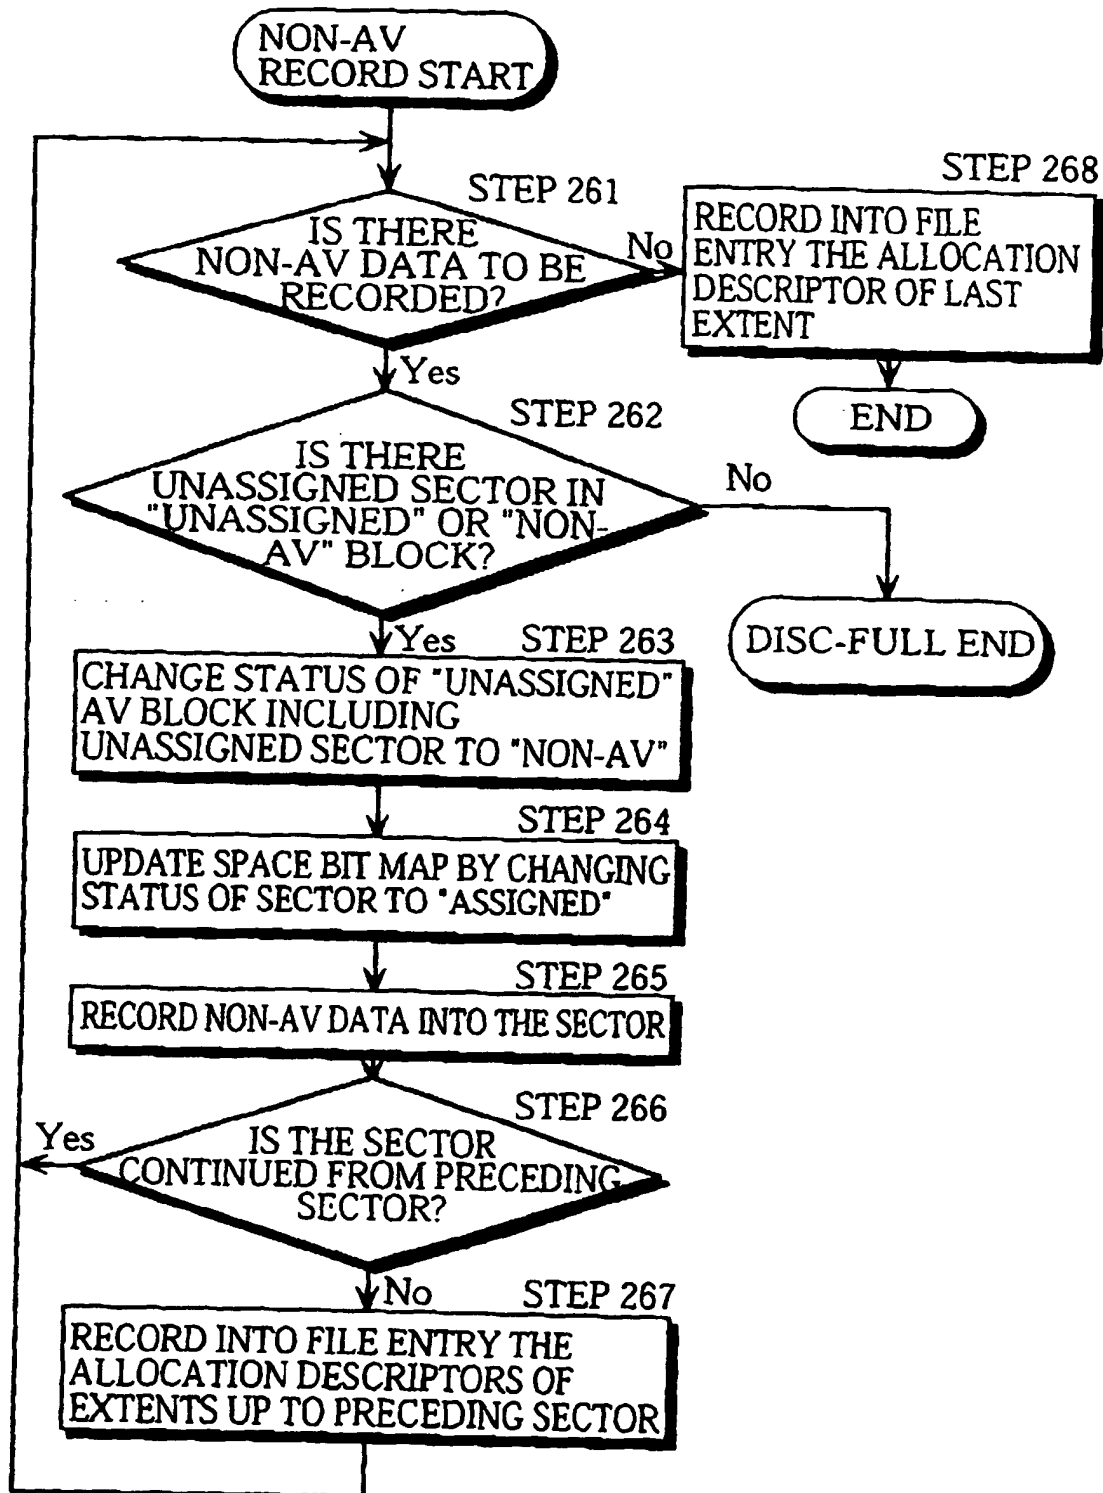 NON-AV
RECORD START
STEP 261
IS THERE
NON-AV DATA TO BE
RECORDED?
No
STEP 268
RECORD INTO FILE
ENTRY THE ALLOCATION
DESCRIPTOR OF LAST
EXTENT
END
Yes
STEP 262
IS THERE
UNASSIGNED SECTOR IN
"UNASSIGNED" OR "NON-
AV" BLOCK?
No
DISC-FULL END
Yes
STEP 263
CHANGE STATUS OF "UNASSIGNED"
AV BLOCK INCLUDING
UNASSIGNED SECTOR TO "NON-AV"
STEP 264
UPDATE SPACE BIT MAP BY CHANGING
STATUS OF SECTOR TO "ASSIGNED"
STEP 265
RECORD NON-AV DATA INTO THE SECTOR
STEP 266
IS THE SECTOR
CONTINUED FROM PRECEDING
SECTOR?
Yes
No
STEP 267
RECORD INTO FILE ENTRY THE
ALLOCATION DESCRIPTORS OF
EXTENTS UP TO PRECEDING SECTOR